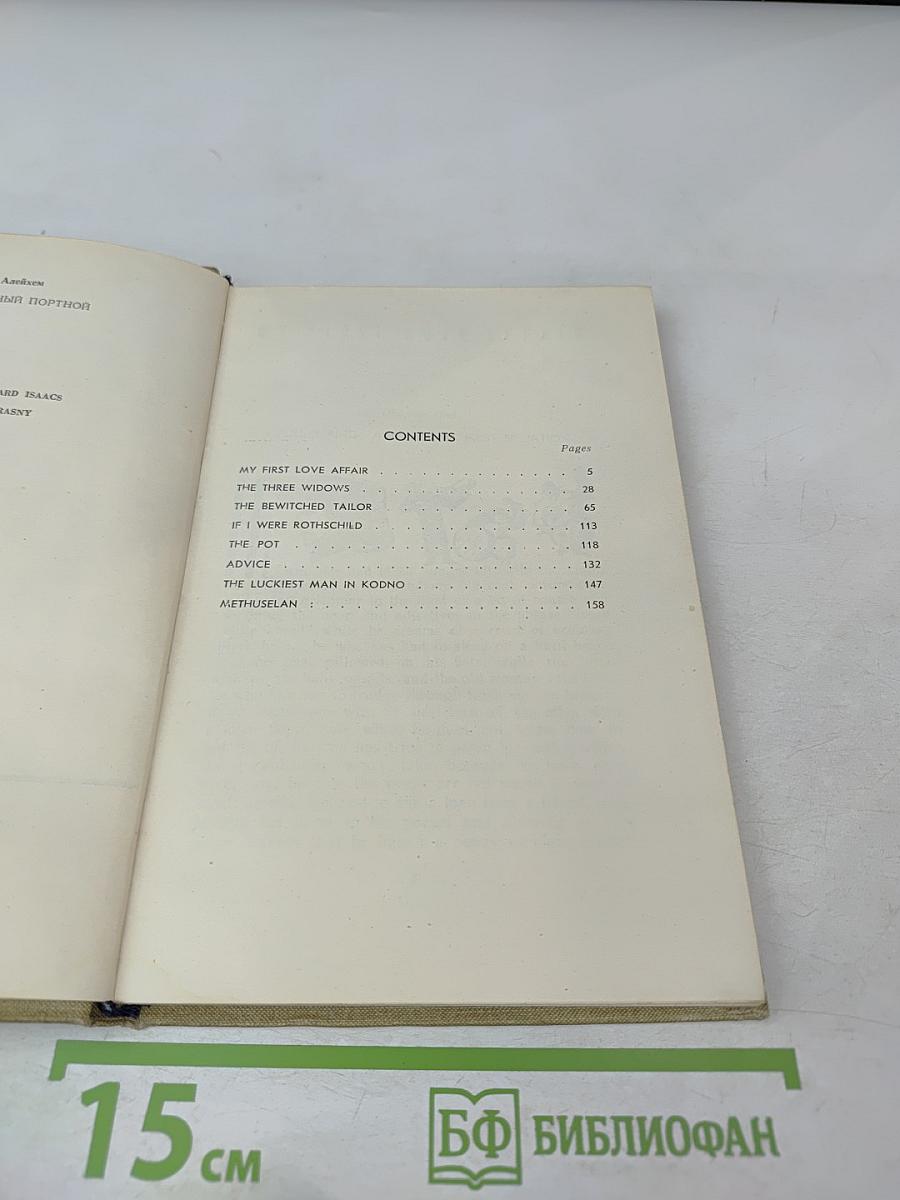 Алейхем
НЫЙ ПОРТНОЙ
ARD ISAACS
RASNY
CONTENTS
Pages
MY FIRST LOVE AFFAIR . . . . . . . . . . . . . . . 5
THE THREE WIDOWS . . . . . . . . . . . . . . . 28
THE BEWITCHED TAILOR . . . . . . . . . . . . . . 65
IF I WERE ROTHSCHILD . . . . . . . . . . . . . . 113
THE POT . . . . . . . . . . . . . . . . . . 118
ADVICE . . . . . . . . . . . . . . . . . . . 132
THE LUCKIEST MAN IN KODNO . . . . . . . . . . . 147
METHUSELAN : . . . . . . . . . . . . . . . . . 158
15 см
БФ БИБЛИОФАН